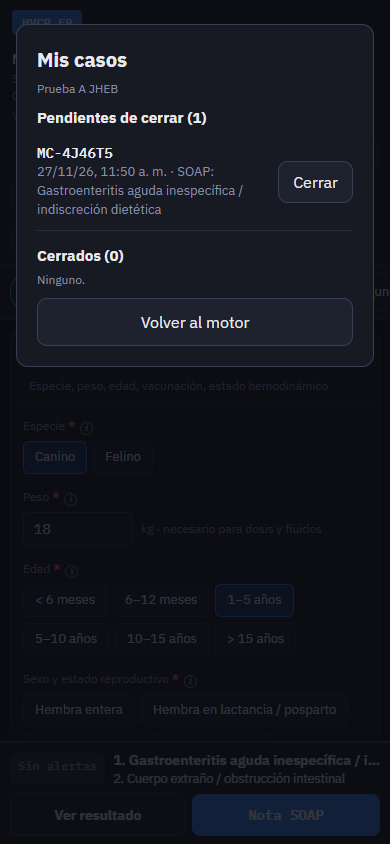 HVCR ER
Mis casos
Prueba A JHEB
Pendientes de cerrar (1)
MC-4J46T5
27/11/26, 11:50 a. m. · SOAP:
Gastroenteritis aguda inespecífica /
indiscreción dietética
Cerrar
Cerrados (0)
Ninguno.
Volver al motor
Especie, peso, edad, vacunación, estado hemodinámico
Especie * i
Canino Felino
Peso * i
18 kg · necesario para dosis y fluidos
Edad * i
< 6 meses 6–12 meses 1–5 años
5–10 años 10–15 años > 15 años
Sexo y estado reproductivo * i
Hembra entera Hembra en lactancia / posparto
Sin alertas
1. Gastroenteritis aguda inespecífica / i...
2. Cuerpo extraño / obstrucción intestinal
Ver resultado Nota SOAP